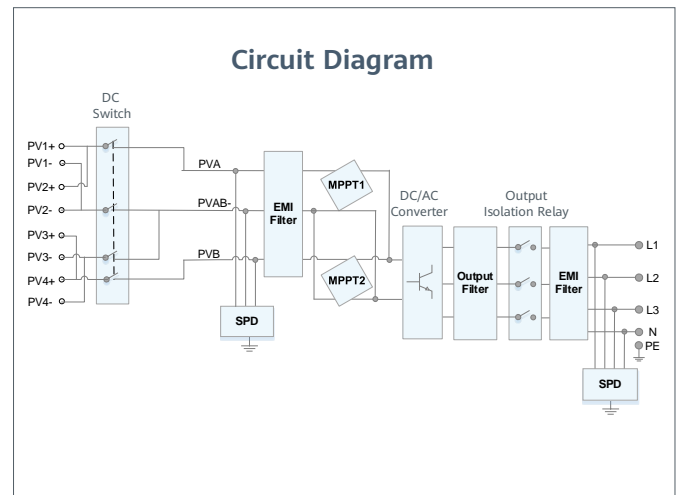 Circuit Diagram
DC
Switch
PV1+
PV1-
PV2+
PV2-
PV3+
PV3-
PV4+
PV4-
PVA
PVAB-
PVB
EMI
Filter
SPD
MPPT1
MPPT2
DC/AC
Converter
Output
Filter
Output
Isolation Relay
EMI
Filter
L1
L2
L3
N
PE
SPD